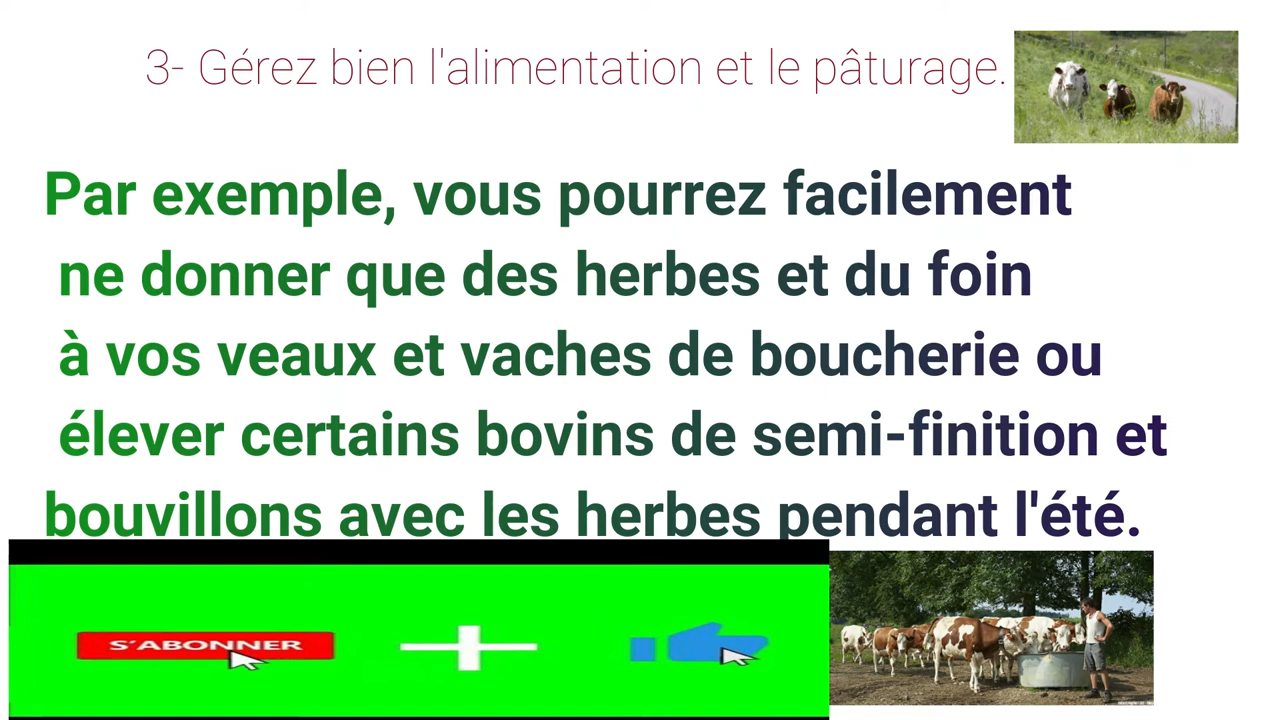 3- Gérez bien l'alimentation et le pâturage.
Par exemple, vous pourrez facilement
ne donner que des herbes et du foin
à vos veaux et vaches de boucherie ou
élever certains bovins de semi-finition et
bouvillons avec les herbes pendant l'été.
S'ABONNER